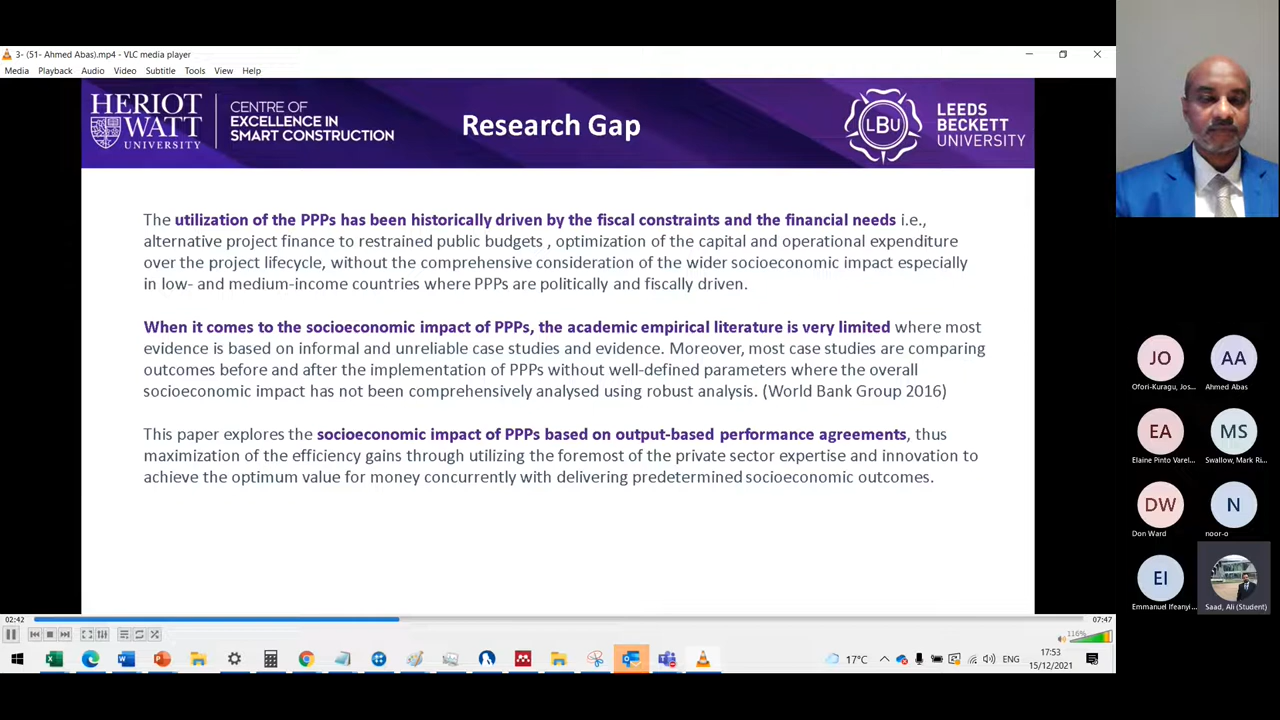 3- (51- Ahmed Abas).mp4 - VLC media player
Media Playback Audio Video Subtitle Tools View Help
HERIOT
WATT
UNIVERSITY
CENTRE OF
EXCELLENCE IN
SMART CONSTRUCTION
Research Gap
LBU
LEEDS
BECKETT
UNIVERSITY
The utilization of the PPPs has been historically driven by the fiscal constraints and the financial needs i.e.,
alternative project finance to restrained public budgets , optimization of the capital and operational expenditure
over the project lifecycle, without the comprehensive consideration of the wider socioeconomic impact especially
in low- and medium-income countries where PPPs are politically and fiscally driven.
When it comes to the socioeconomic impact of PPPs, the academic empirical literature is very limited where most
evidence is based on informal and unreliable case studies and evidence. Moreover, most case studies are comparing
outcomes before and after the implementation of PPPs without well-defined parameters where the overall
socioeconomic impact has not been comprehensively analysed using robust analysis. (World Bank Group 2016)
This paper explores the socioeconomic impact of PPPs based on output-based performance agreements, thus
maximization of the efficiency gains through utilizing the foremost of the private sector expertise and innovation to
achieve the optimum value for money concurrently with delivering predetermined socioeconomic outcomes.
JO
AA
Ofori-Kuragu, Jos...
Ahmed Abas
EA
MS
Elaine Pinto Varel...
Swallow, Mark Ri...
DW
N
Don Ward
noor-o
EI
Emmanuel Ifeanyi...
Saad, Ali (Student)
02:42
07:47
116%
17°C
ENG
17:53
15/12/2021